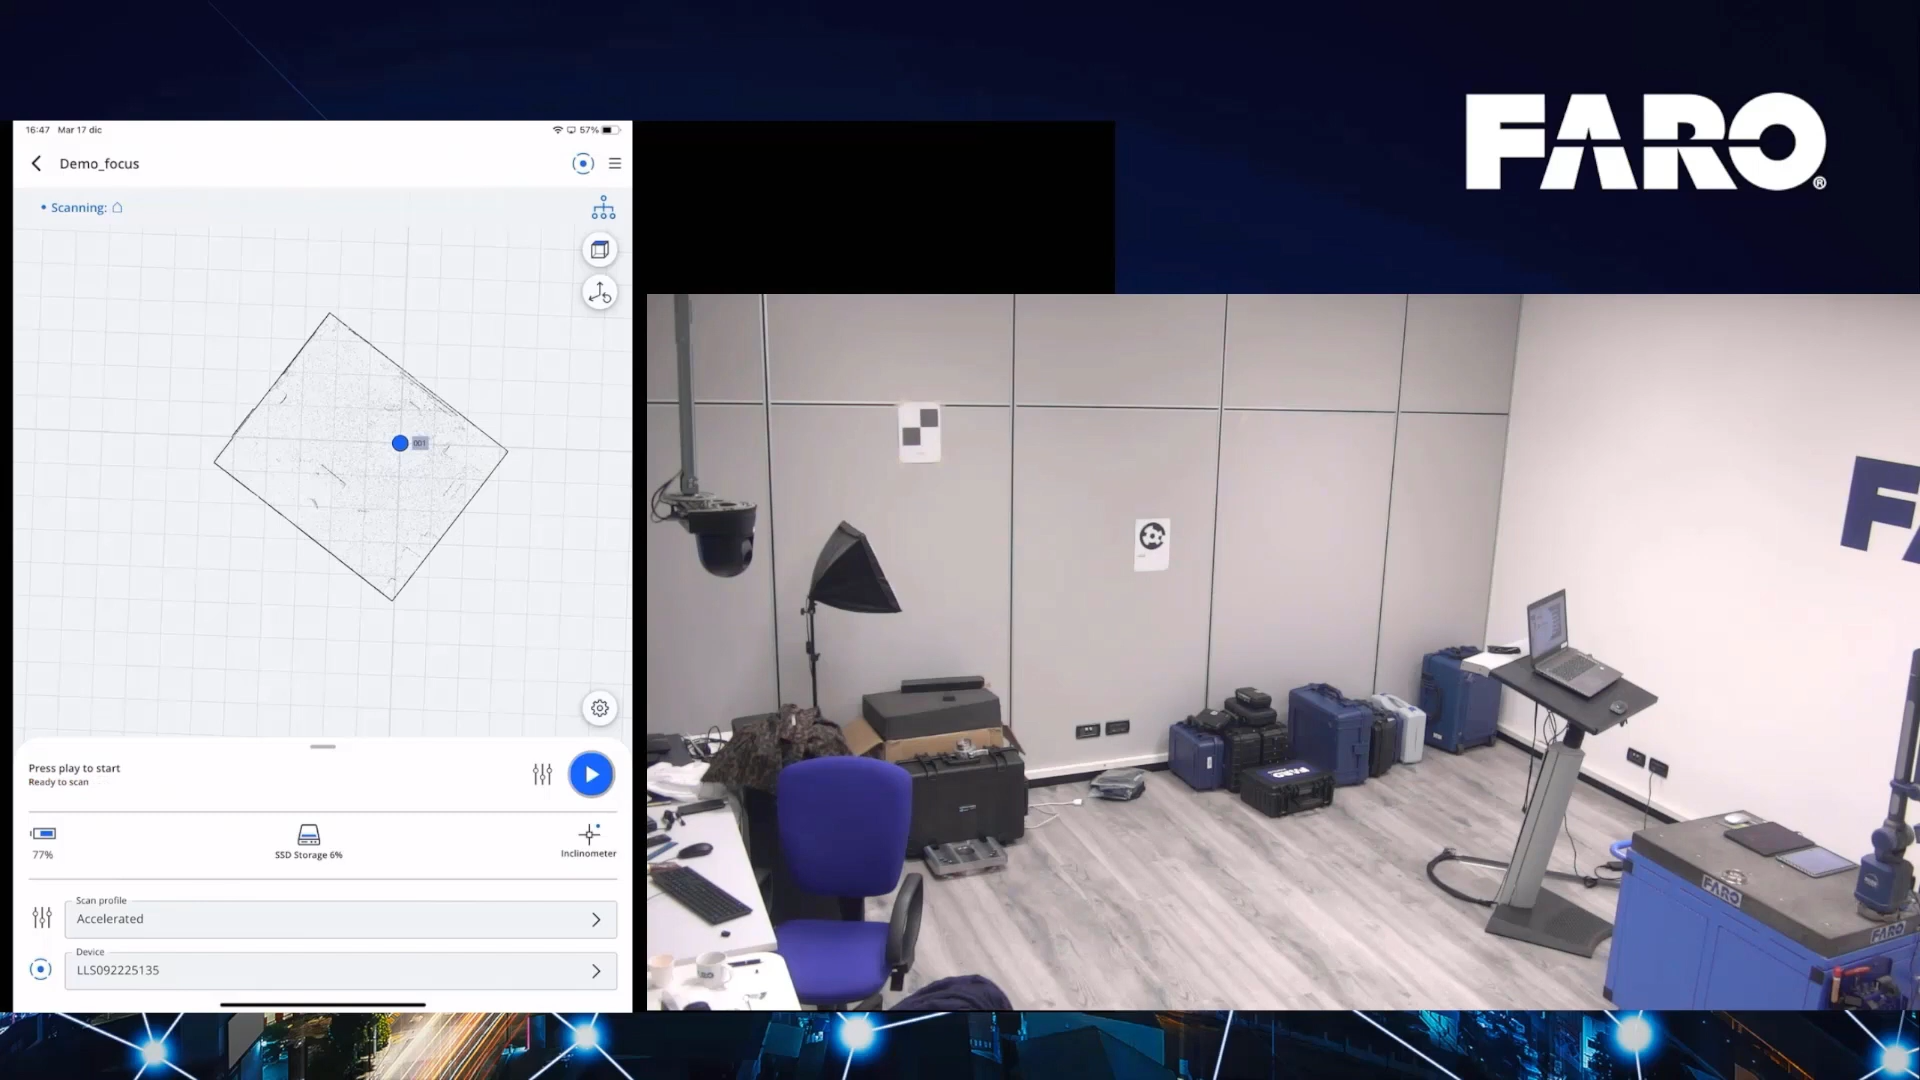 FARO®
16:47 Mar 17 dic
57%
Demo_focus
• Scanning:
001
Press play to start
Ready to scan
77%
SSD Storage 6%
Inclinometer
Scan profile
Accelerated
Device
LLS092225135
FARO
FARO
FARO